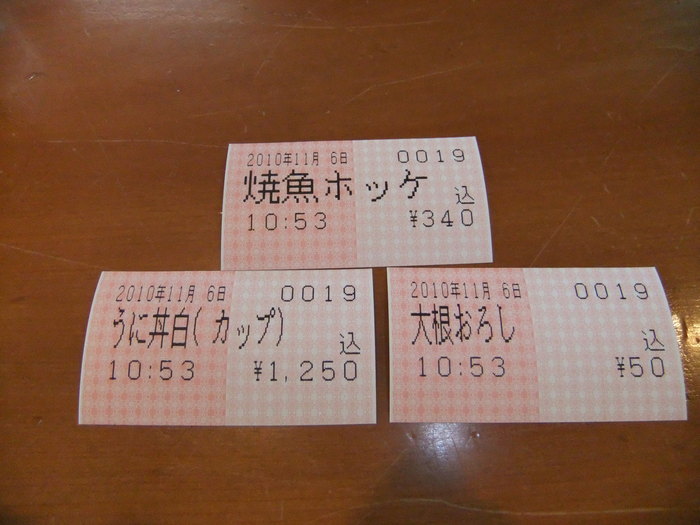 2010年11月 6日 0019
焼魚ホッケ 込
10:53 ¥340
2010年11月 6日 0019
うに丼白(カップ) 込
10:53 ¥1,250
2010年11月 6日 0019
大根おろし 込
10:53 ¥50